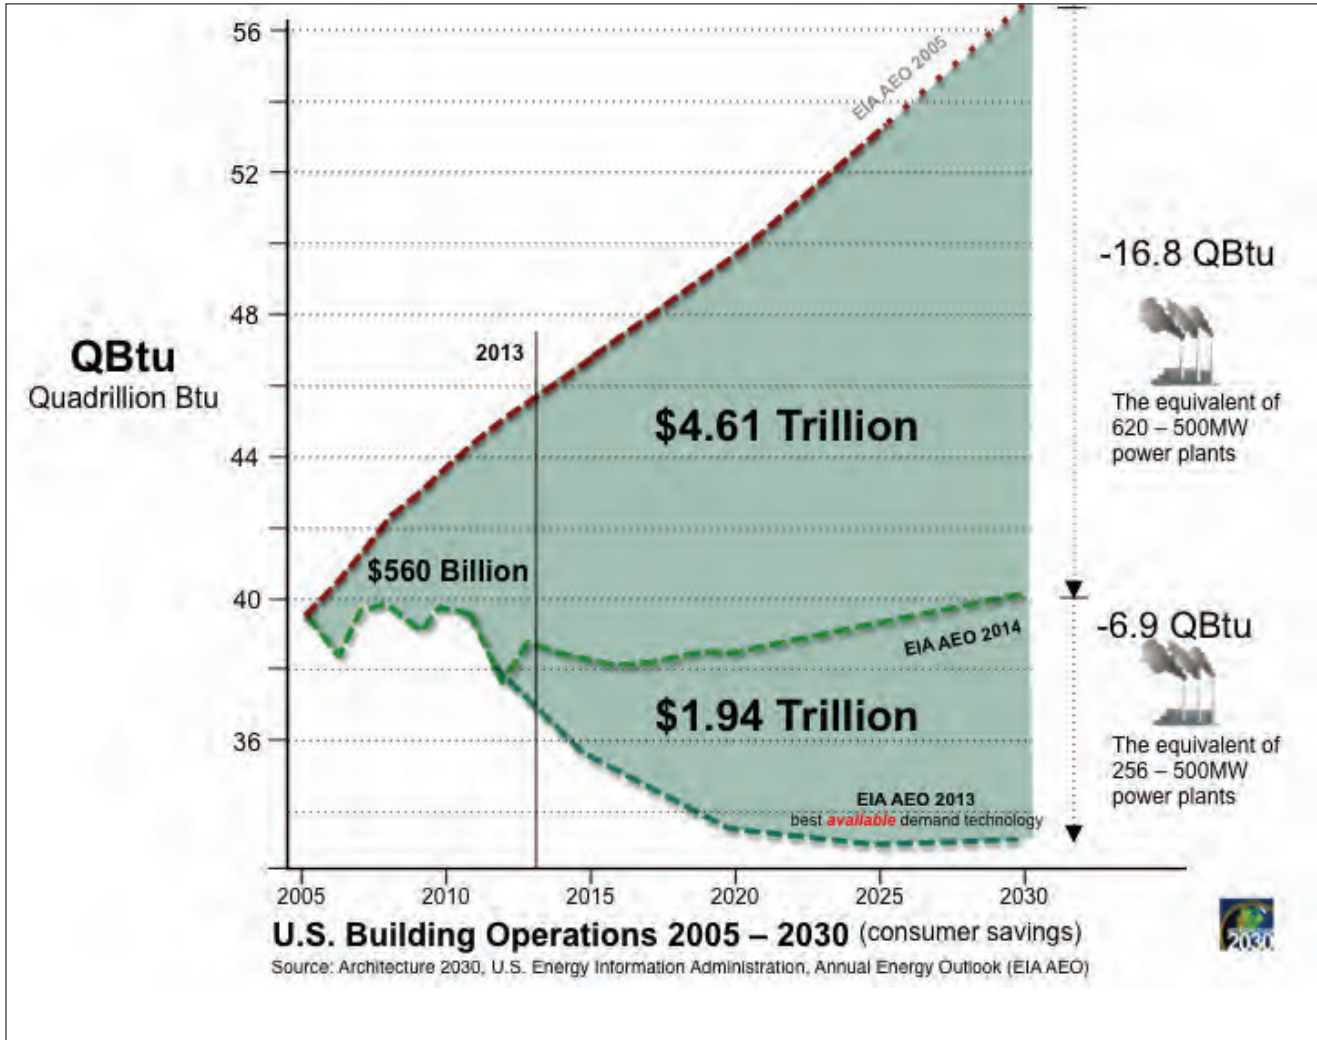 56
52
48
44
40
36
QBtu
Quadrillion Btu
EIA AEO 2005
2013
$4.61 Trillion
$560 Billion
EIA AEO 2014
$1.94 Trillion
EIA AEO 2013
best available demand technology
-16.8 QBtu
The equivalent of
620 – 500MW
power plants
-6.9 QBtu
The equivalent of
256 – 500MW
power plants
2005 2010 2015 2020 2025 2030
U.S. Building Operations 2005 – 2030 (consumer savings)
Source: Architecture 2030, U.S. Energy Information Administration, Annual Energy Outlook (EIA AEO)
2030